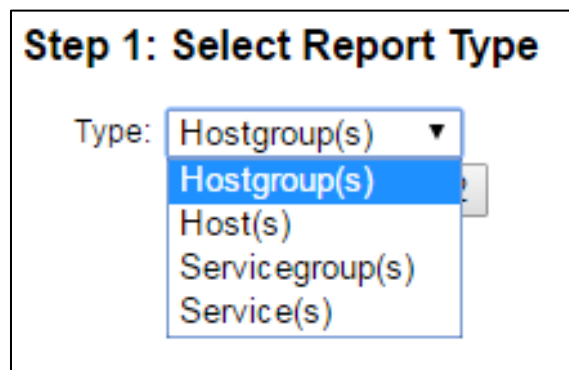 Step 1: Select Report Type
Type: Hostgroup(s)
Hostgroup(s)
Host(s)
Servicegroup(s)
Service(s)